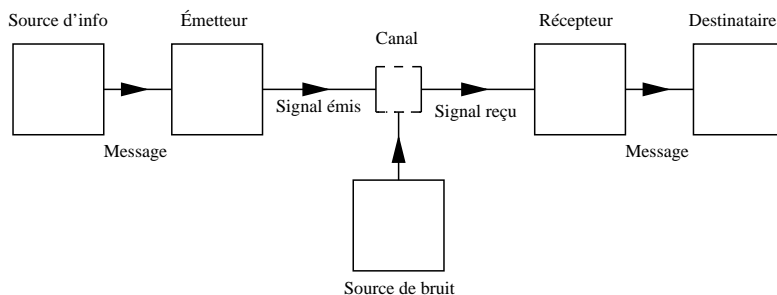 Source d’info
Émetteur
Canal
Récepteur
Destinataire
Signal émis
Signal reçu
Message
Message
Source de bruit